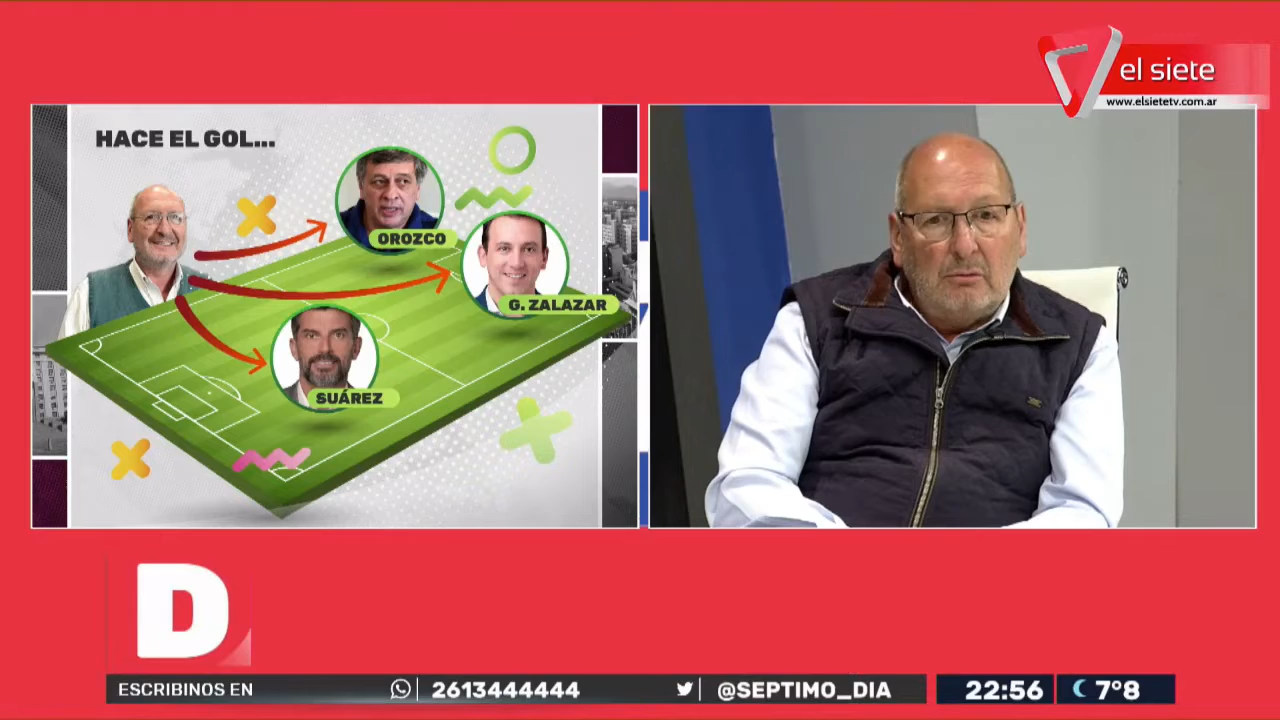 el siete
www.elsietetv.com.ar
HACE EL GOL...
OROZCO
G. ZALAZAR
SUÁREZ
D
ESCRIBINOS EN 2613444444 @SEPTIMO_DIA 22:56 7°8